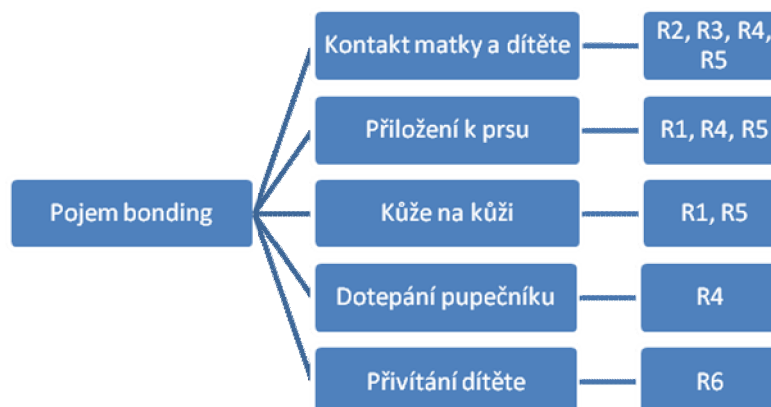 Kontakt matky a dítěte
R2, R3, R4,
R5
Přiložení k prsu
R1, R4, R5
Pojem bonding
Kůže na kůži
R1, R5
Dotepání pupečníku
R4
Přivítání dítěte
R6